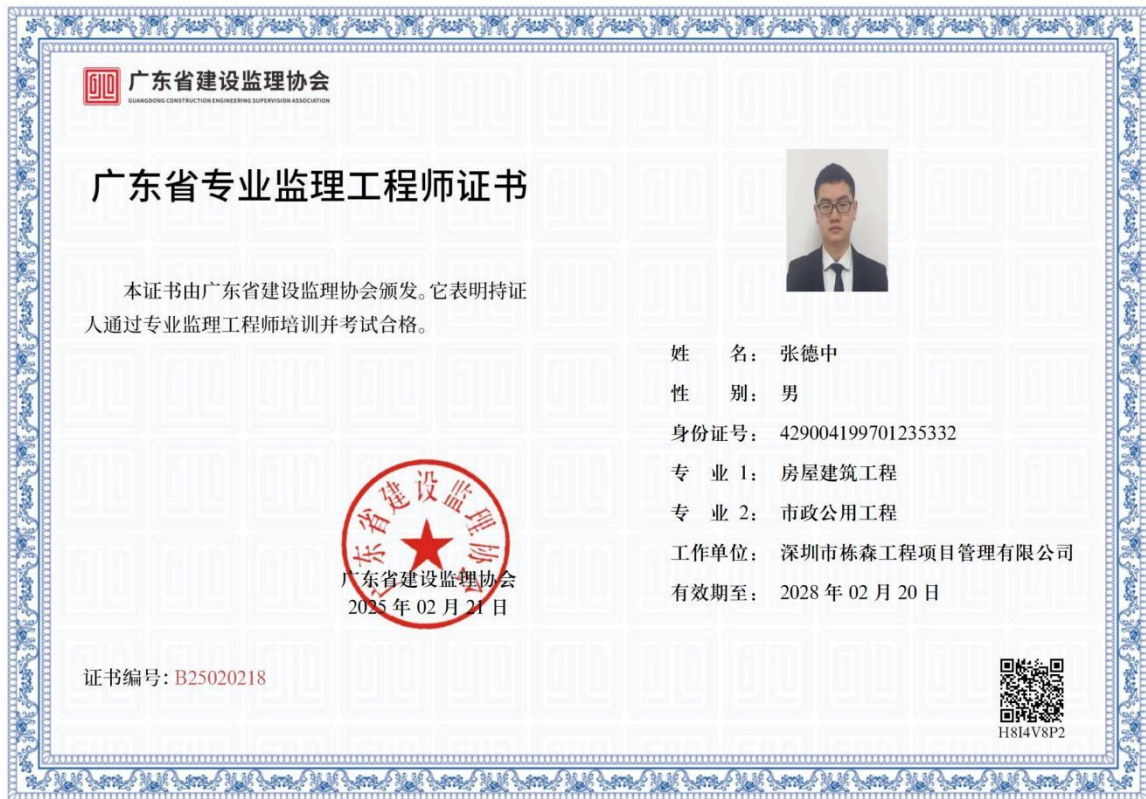 广东省建设监理协会
GUANGDONG CONSTRUCTION ENGINEERING SUPERVISION ASSOCIATION
广东省专业监理工程师证书
本证书由广东省建设监理协会颁发。它表明持证
人通过专业监理工程师培训并考试合格。
姓 名： 张德中
性 别： 男
身份证号： 429004199701235332
专 业 1： 房屋建筑工程
专 业 2： 市政公用工程
工作单位： 深圳市栋森工程项目管理有限公司
有效期至： 2028 年 02 月 20 日
广东省建设监理协会
广东省建设监理协会
2025 年 02 月 21 日
证书编号：B25020218
H8I4V8P2